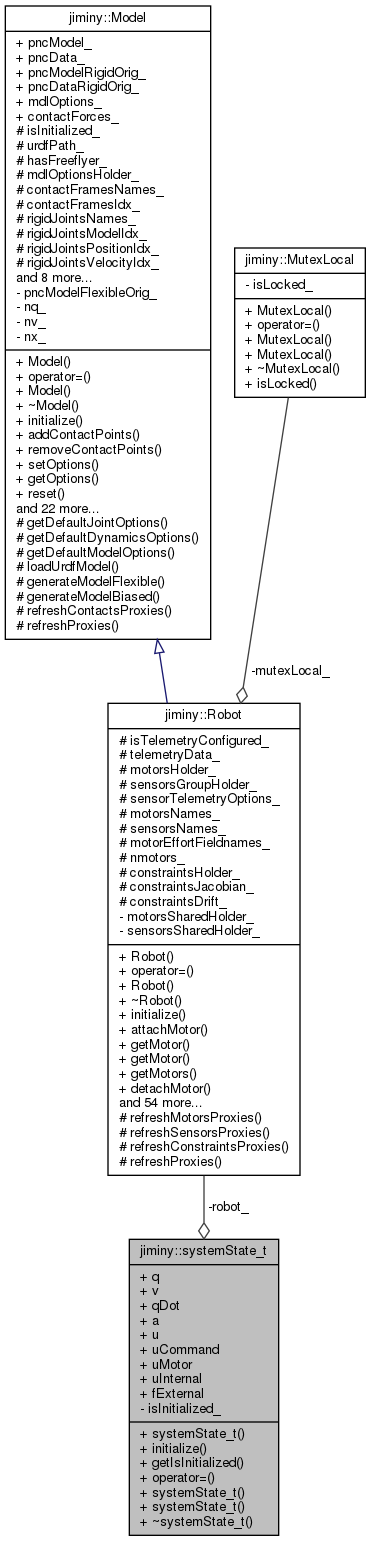 jiminy::Model
+ pncModel_
+ pncData_
+ pncModelRigidOrig_
+ pncDataRigidOrig_
+ mdlOptions_
+ contactForces_
# isInitialized_
# urdfPath_
# hasFreeflyer_
# mdlOptionsHolder_
# contactFramesNames_
# contactFramesIdx_
# rigidJointsNames_
# rigidJointsModelIdx_
# rigidJointsPositionIdx_
# rigidJointsVelocityIdx_
and 8 more...
- pncModelFlexibleOrig_
- nq_
- nv_
- nx_
+ Model()
+ operator=()
+ Model()
+ ~Model()
+ initialize()
+ addContactPoints()
+ removeContactPoints()
+ setOptions()
+ getOptions()
+ reset()
and 22 more...
# getDefaultJointOptions()
# getDefaultDynamicsOptions()
# getDefaultModelOptions()
# loadUrdfModel()
# generateModelFlexible()
# generateModelBiased()
# refreshContactsProxies()
# refreshProxies()
jiminy::MutexLocal
- isLocked_
+ MutexLocal()
+ operator=()
+ MutexLocal()
+ MutexLocal()
+ ~MutexLocal()
+ isLocked()
-mutexLocal_
jiminy::Robot
# isTelemetryConfigured_
# telemetryData_
# motorsHolder_
# sensorsGroupHolder_
# sensorTelemetryOptions_
# motorsNames_
# sensorsNames_
# motorEffortFieldnames_
# nmotors_
# constraintsHolder_
# constraintsJacobian_
# constraintsDrift_
- motorsSharedHolder_
- sensorsSharedHolder_
+ Robot()
+ operator=()
+ Robot()
+ ~Robot()
+ initialize()
+ attachMotor()
+ getMotor()
+ getMotor()
+ getMotors()
+ detachMotor()
and 54 more...
# refreshMotorsProxies()
# refreshSensorsProxies()
# refreshConstraintsProxies()
# refreshProxies()
-robot_
jiminy::systemState_t
+ q
+ v
+ qDot
+ a
+ u
+ uCommand
+ uMotor
+ uInternal
+ fExternal
- isInitialized_
+ systemState_t()
+ initialize()
+ getIsInitialized()
+ operator=()
+ systemState_t()
+ systemState_t()
+ ~systemState_t()